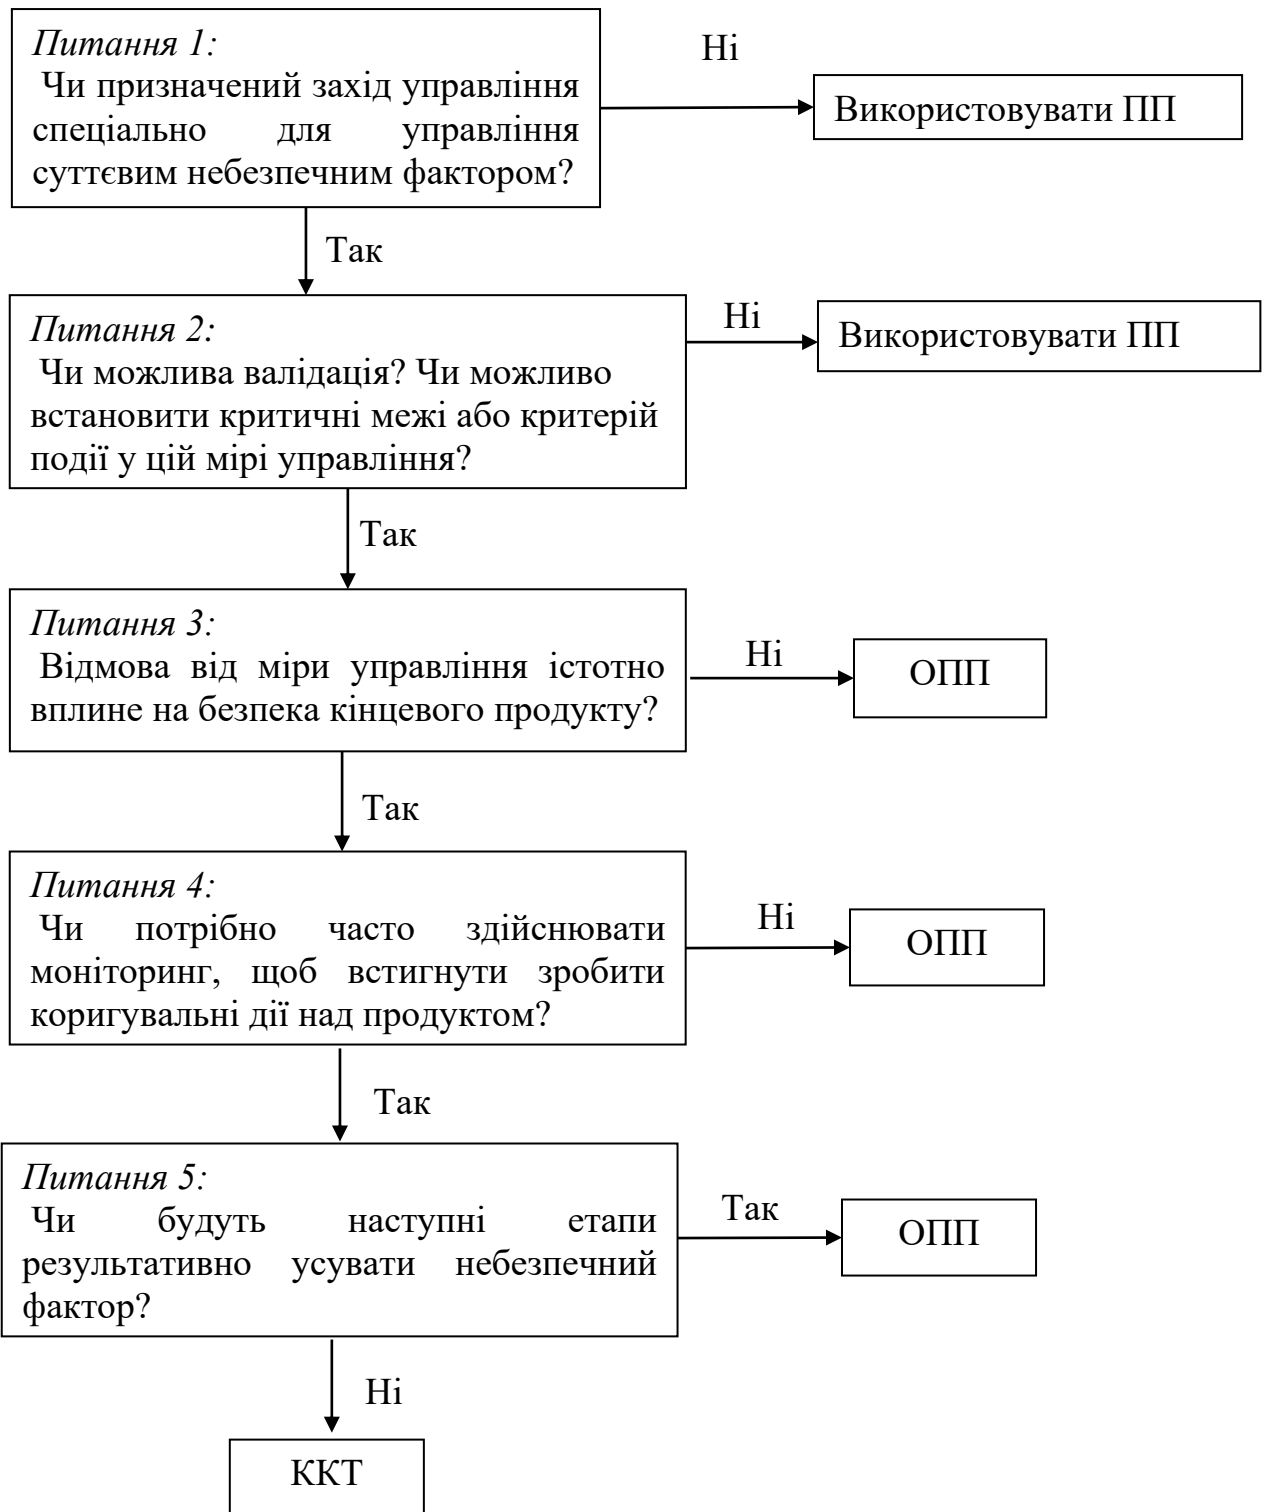 Питання 1:
Чи призначений захід управління
спеціально для управління
суттєвим небезпечним фактором?
Ні
Використовувати ПП
Так
Питання 2:
Чи можлива валідація? Чи можливо
встановити критичні межі або критерій
події у цій мірі управління?
Ні
Використовувати ПП
Так
Питання 3:
Відмова від міри управління істотно
вплине на безпека кінцевого продукту?
Ні
ОПП
Так
Питання 4:
Чи потрібно часто здійснювати
моніторинг, щоб встигнути зробити
коригувальні дії над продуктом?
Ні
ОПП
Так
Питання 5:
Чи будуть наступні етапи
результативно усувати небезпечний
фактор?
Так
ОПП
Ні
ККТ